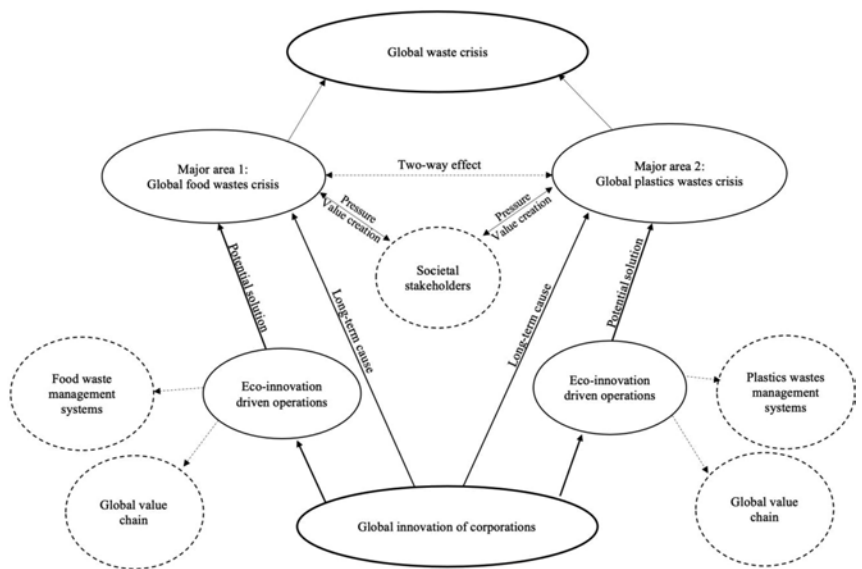 Global waste crisis
Major area 1:
Global food wastes crisis
Two-way effect
Major area 2:
Global plastics wastes crisis
Pressure
Value creation
Pressure
Value creation
Societal
stakeholders
Potential solution
Long-term cause
Long-term cause
Potential solution
Food waste
management
systems
Eco-innovation
driven operations
Eco-innovation
driven operations
Plastics wastes
management
systems
Global value
chain
Global innovation of corporations
Global value
chain